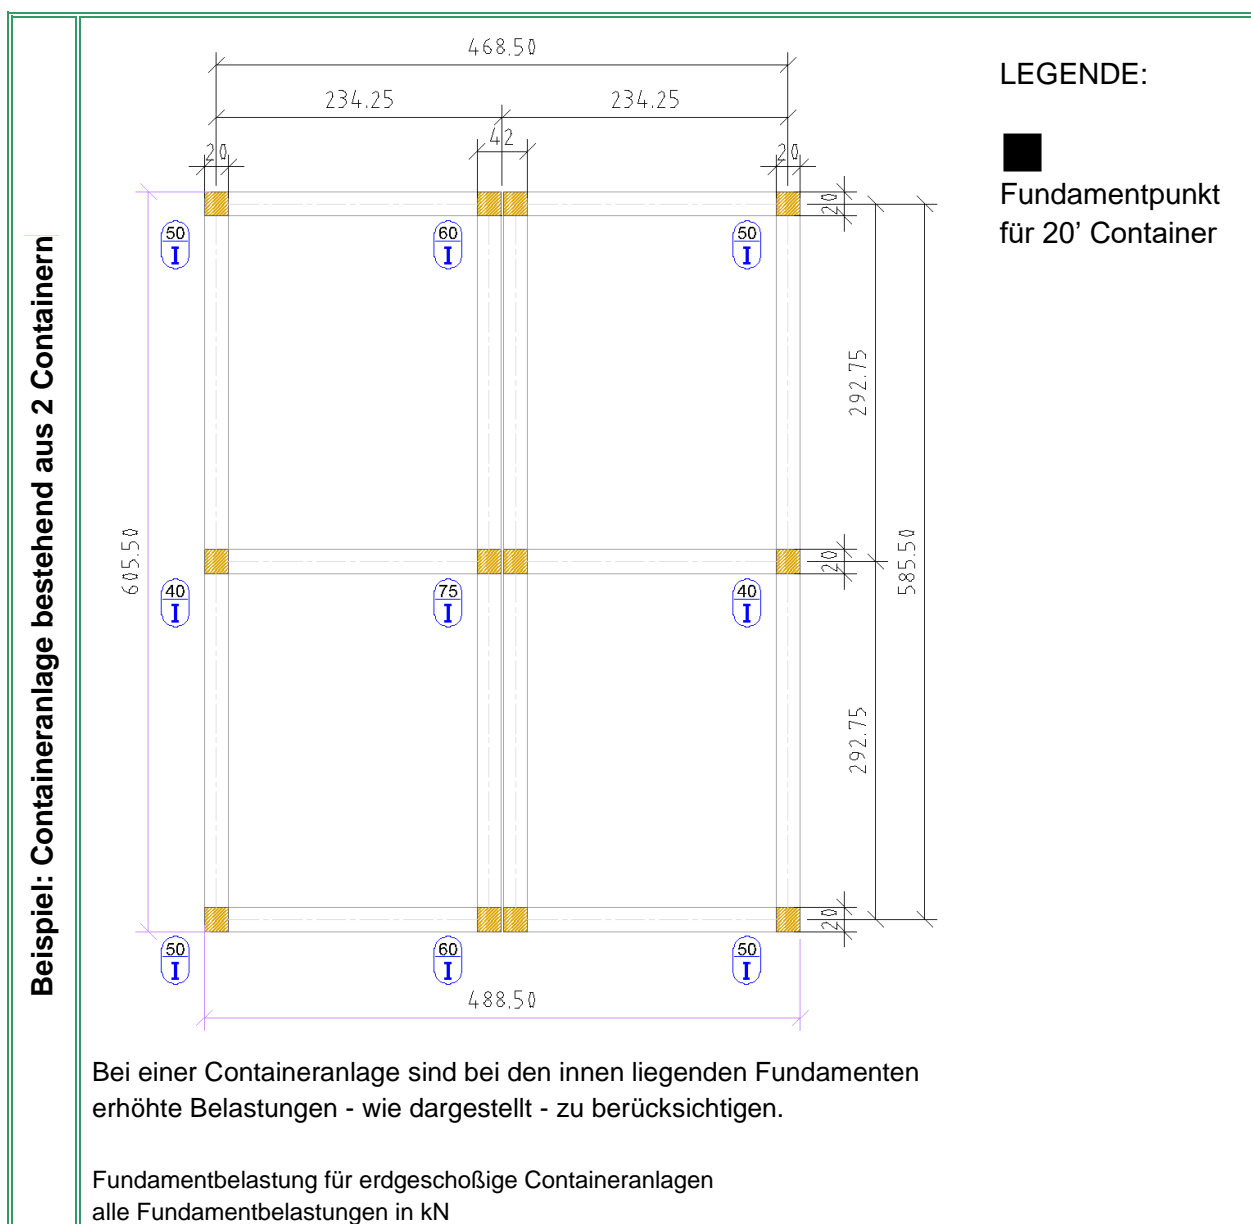 Beispiel: Containeranlage bestehend aus 2 Containern
468.50
234.25 234.25
42
20 20
LEGENDE:
Fundamentpunkt
für 20' Container
20
50 60 50
I I I
292.75
605.50
585.50
20
40 75 40
I I I
292.75
20
50 60 50
I I I
488.50
Bei einer Containeranlage sind bei den innen liegenden Fundamenten
erhöhte Belastungen - wie dargestellt - zu berücksichtigen.
Fundamentbelastung für erdgeschoßige Containeranlagen
alle Fundamentbelastungen in kN